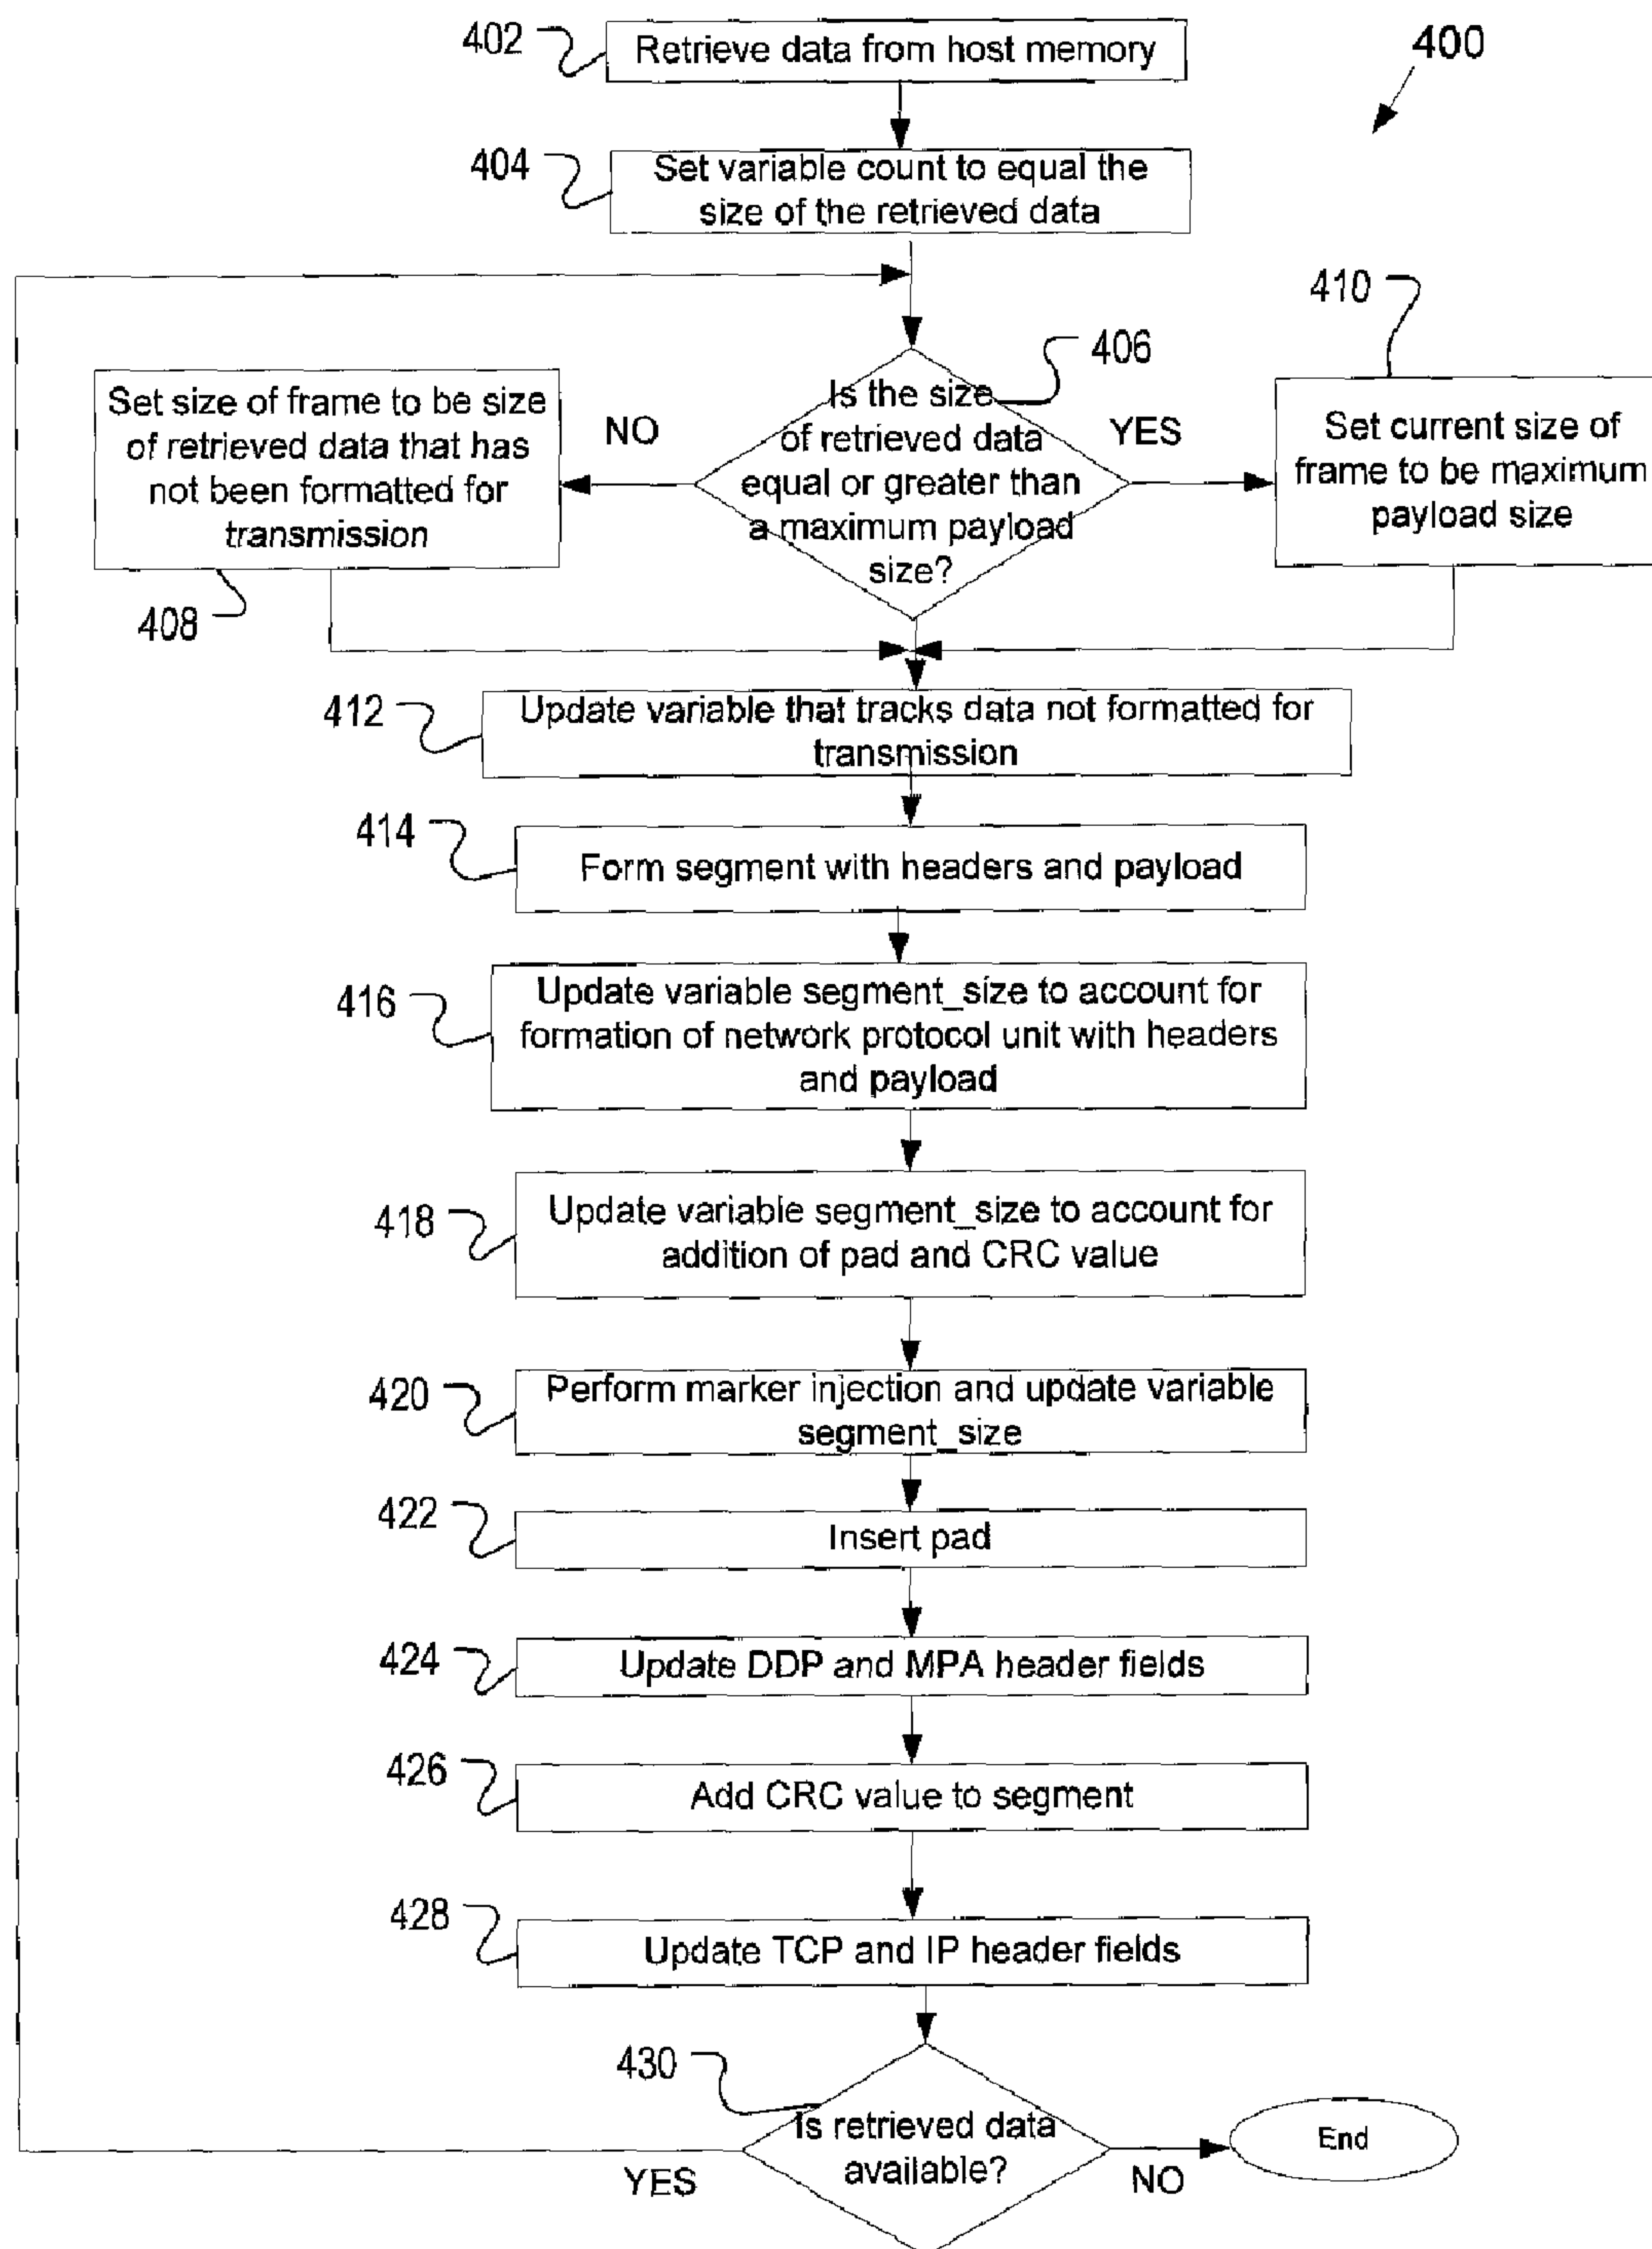 402
Retrieve data from host memory
400
404
Set variable count to equal the
size of the retrieved data
410
406
Set size of frame to be size
of retrieved data that has
not been formatted for
transmission
NO
Is the size
of retrieved data
equal or greater than
a maximum payload
size?
YES
Set current size of
frame to be maximum
payload size
408
412
Update variable that tracks data not formatted for
transmission
414
Form segment with headers and payload
416
Update variable segment_size to account for
formation of network protocol unit with headers
and payload
418
Update variable segment_size to account for
addition of pad and CRC value
420
Perform marker injection and update variable
segment_size
422
Insert pad
424
Update DDP and MPA header fields
426
Add CRC value to segment
428
Update TCP and IP header fields
430
Is retrieved data
available?
YES
NO
End